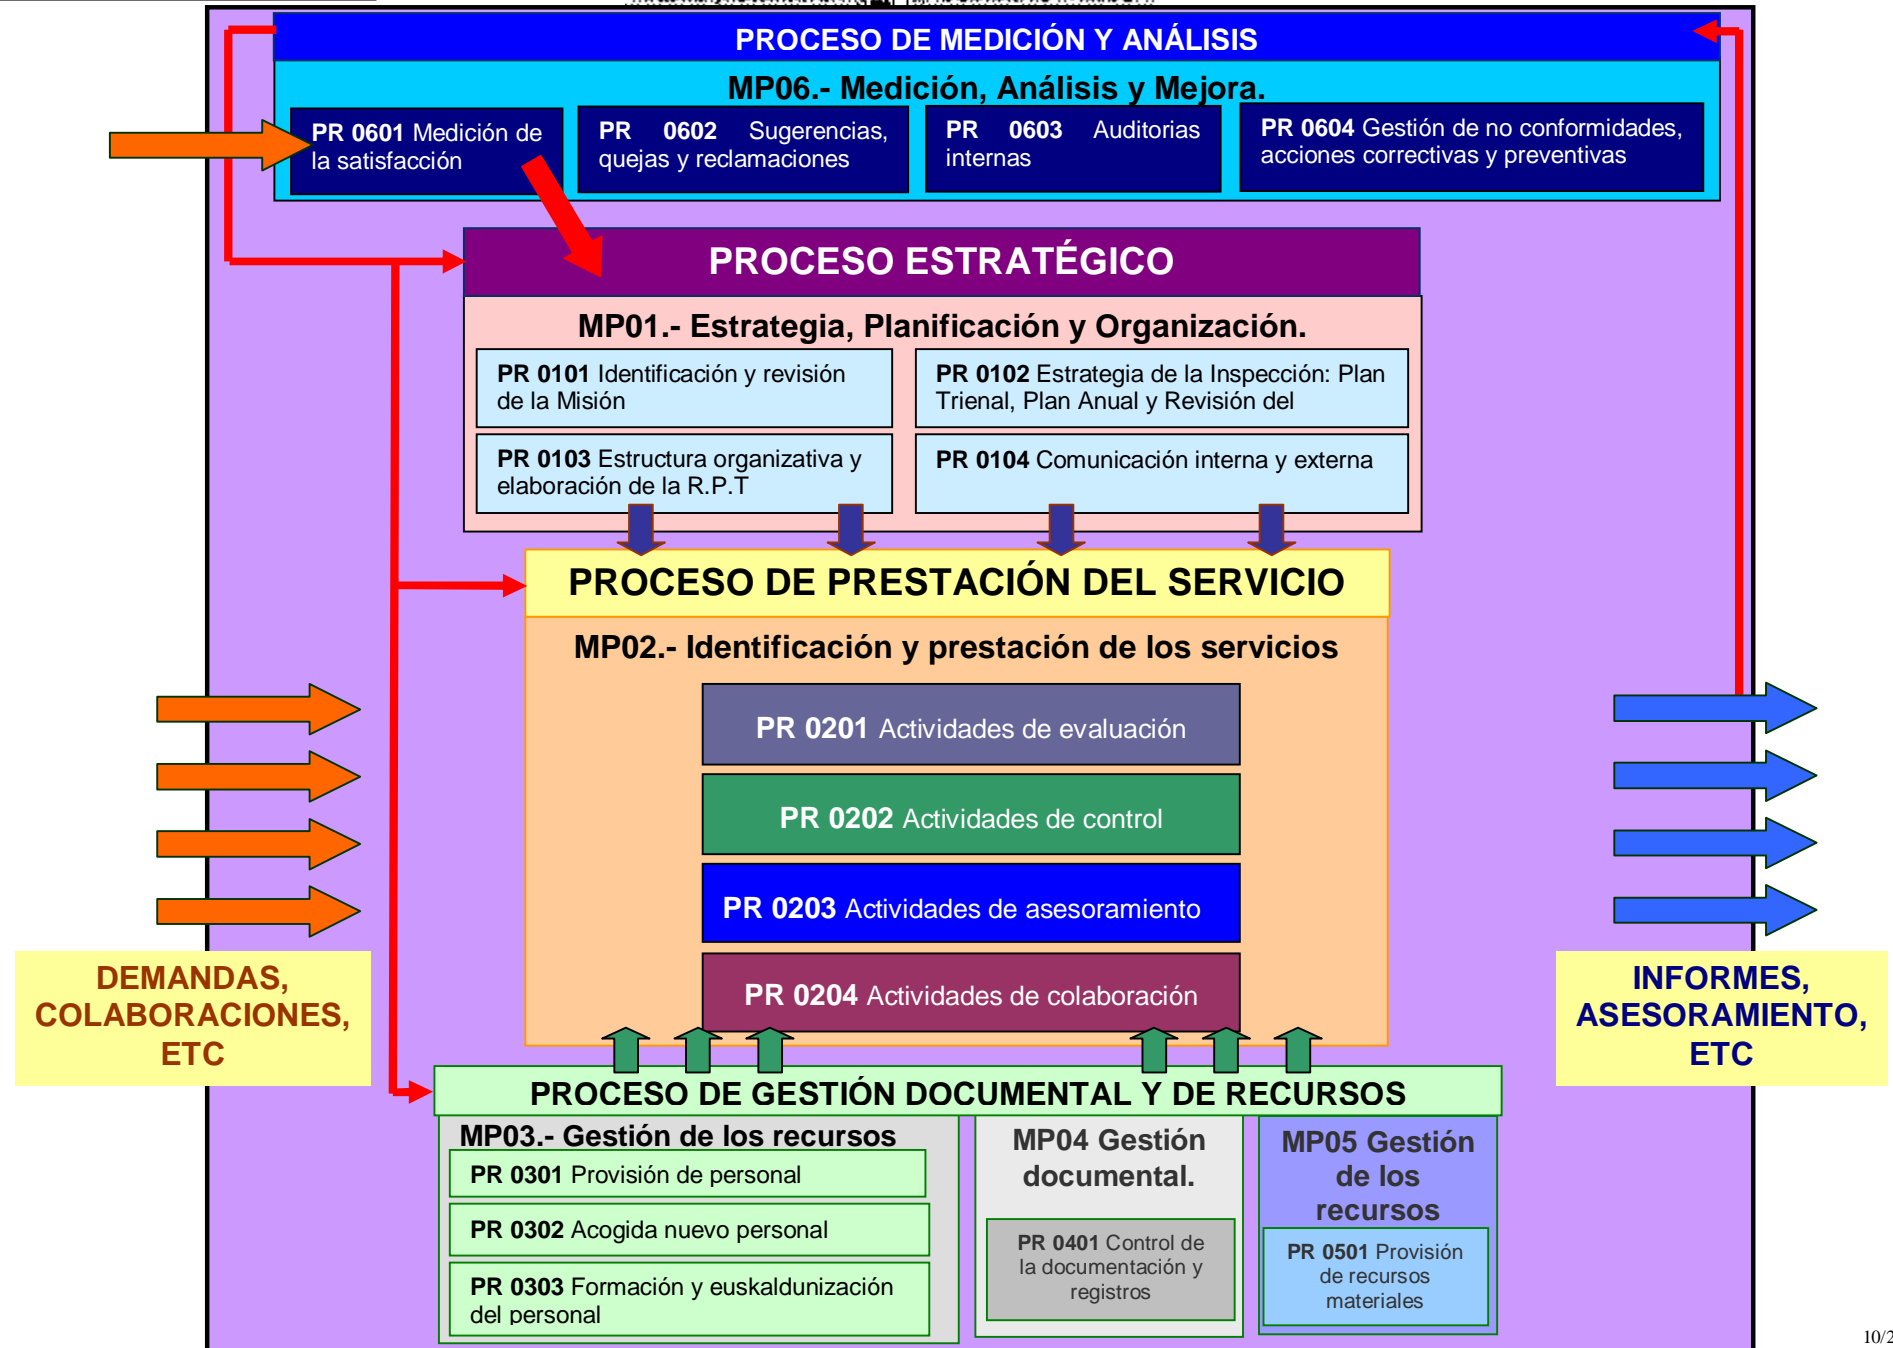 PROCESO DE MEDICIÓN Y ANÁLISIS
MP06.- Medición, Análisis y Mejora.
PR 0601 Medición de
la satisfacción
PR 0602 Sugerencias,
quejas y reclamaciones
PR 0603 Auditorias
internas
PR 0604 Gestión de no conformidades,
acciones correctivas y preventivas
PROCESO ESTRATÉGICO
MP01.- Estrategia, Planificación y Organización.
PR 0101 Identificación y revisión
de la Misión
PR 0102 Estrategia de la Inspección: Plan
Trienal, Plan Anual y Revisión del
PR 0103 Estructura organizativa y
elaboración de la R.P.T
PR 0104 Comunicación interna y externa
PROCESO DE PRESTACIÓN DEL SERVICIO
MP02.- Identificación y prestación de los servicios
PR 0201 Actividades de evaluación
PR 0202 Actividades de control
PR 0203 Actividades de asesoramiento
PR 0204 Actividades de colaboración
DEMANDAS,
COLABORACIONES,
ETC
INFORMES,
ASESORAMIENTO,
ETC
PROCESO DE GESTIÓN DOCUMENTAL Y DE RECURSOS
MP03.- Gestión de los recursos
PR 0301 Provisión de personal
PR 0302 Acogida nuevo personal
PR 0303 Formación y euskaldunización
del personal
MP04 Gestión
documental.
PR 0401 Control de
la documentación y
registros
MP05 Gestión
de los
recursos
PR 0501 Provisión
de recursos
materiales
10/2